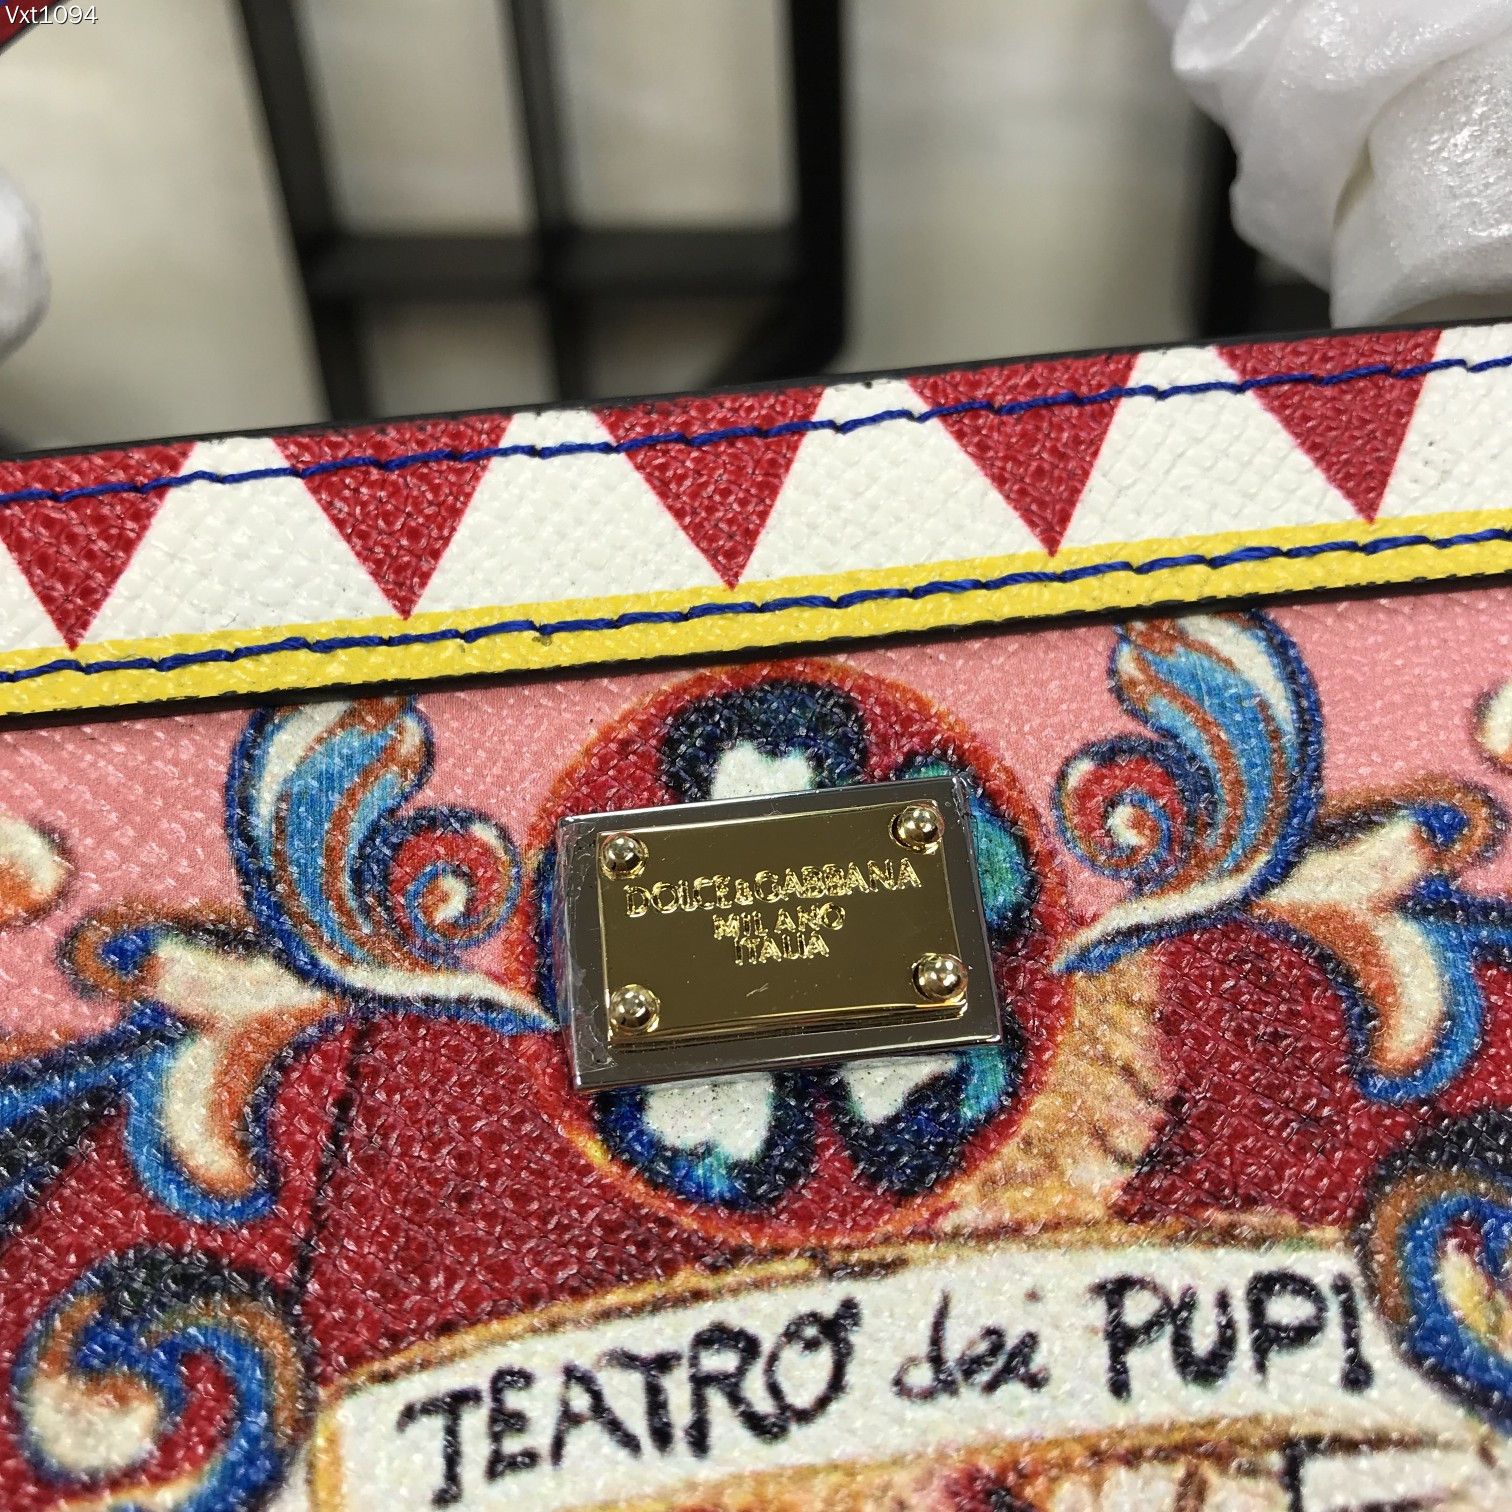 Vxt1094
DOLCE&GABBANA
MILANO
ITALIA
TEATRO dei PUPI